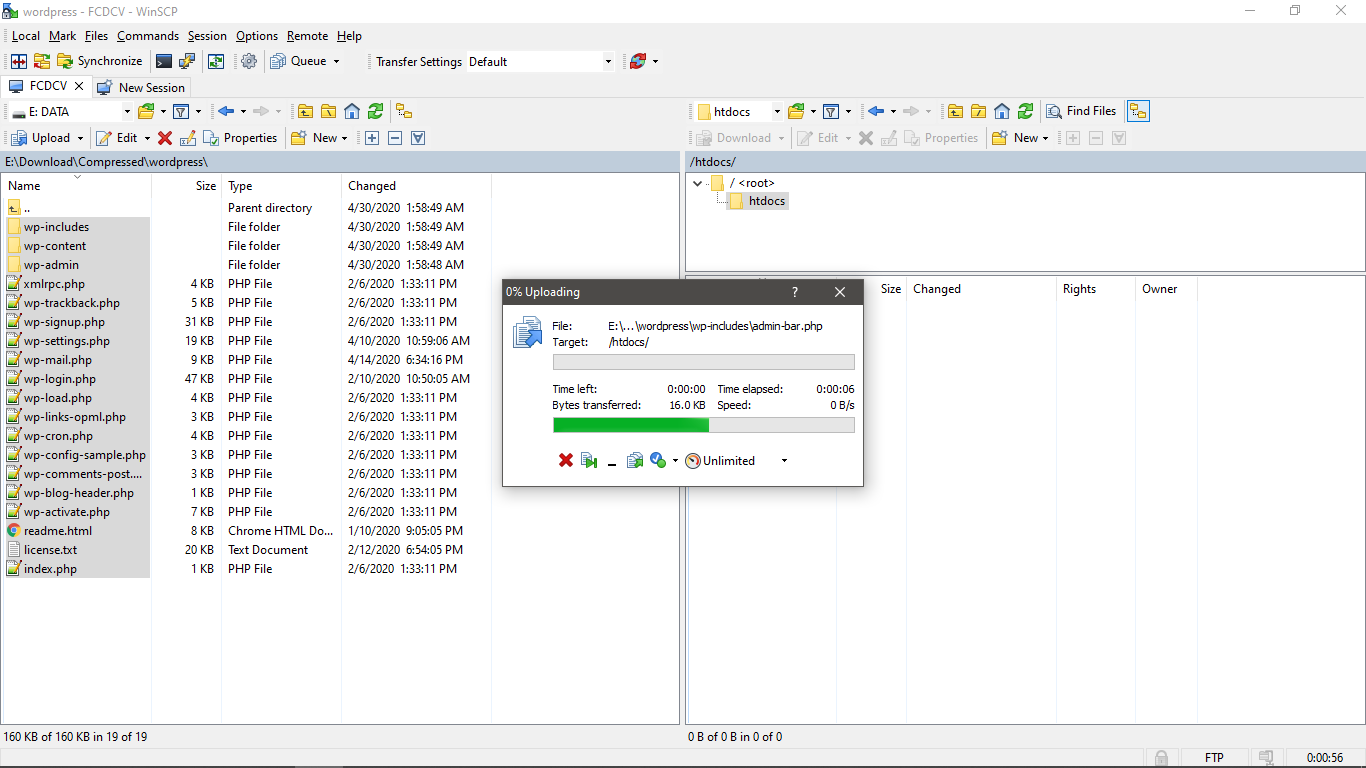 wordpress - FCDCV - WinSCP
Local Mark Files Commands Session Options Remote Help
Synchronize Queue Transfer Settings Default
FCDCV New Session
E: DATA htdocs Find Files
Upload Edit Properties New Download Edit Properties New
E:\Download\Compressed\wordpress\ /htdocs/
Name Size Type Changed
.. Parent directory 4/30/2020 1:58:49 AM
wp-includes File folder 4/30/2020 1:58:49 AM
wp-content File folder 4/30/2020 1:58:49 AM
wp-admin File folder 4/30/2020 1:58:48 AM
xmlrpc.php 4 KB PHP File 2/6/2020 1:33:11 PM
wp-trackback.php 5 KB PHP File 2/6/2020 1:33:11 PM
wp-signup.php 31 KB PHP File 2/6/2020 1:33:11 PM
wp-settings.php 19 KB PHP File 4/10/2020 10:59:06 AM
wp-mail.php 9 KB PHP File 4/14/2020 6:34:16 PM
wp-login.php 47 KB PHP File 2/10/2020 10:50:05 AM
wp-load.php 4 KB PHP File 2/6/2020 1:33:11 PM
wp-links-opml.php 3 KB PHP File 2/6/2020 1:33:11 PM
wp-cron.php 4 KB PHP File 2/6/2020 1:33:11 PM
wp-config-sample.php 3 KB PHP File 2/6/2020 1:33:11 PM
wp-comments-post.... 3 KB PHP File 2/6/2020 1:33:11 PM
wp-blog-header.php 1 KB PHP File 2/6/2020 1:33:11 PM
wp-activate.php 7 KB PHP File 2/6/2020 1:33:11 PM
readme.html 8 KB Chrome HTML Do... 1/10/2020 9:05:05 PM
license.txt 20 KB Text Document 2/12/2020 6:54:05 PM
index.php 1 KB PHP File 2/6/2020 1:33:11 PM
/ <root>
htdocs
Size Changed Rights Owner
0% Uploading ?
File: E:\...\wordpress\wp-includes\admin-bar.php
Target: /htdocs/
Time left: 0:00:00 Time elapsed: 0:00:06
Bytes transferred: 16.0 KB Speed: 0 B/s
Unlimited
160 KB of 160 KB in 19 of 19 0 B of 0 B in 0 of 0
FTP 0:00:56